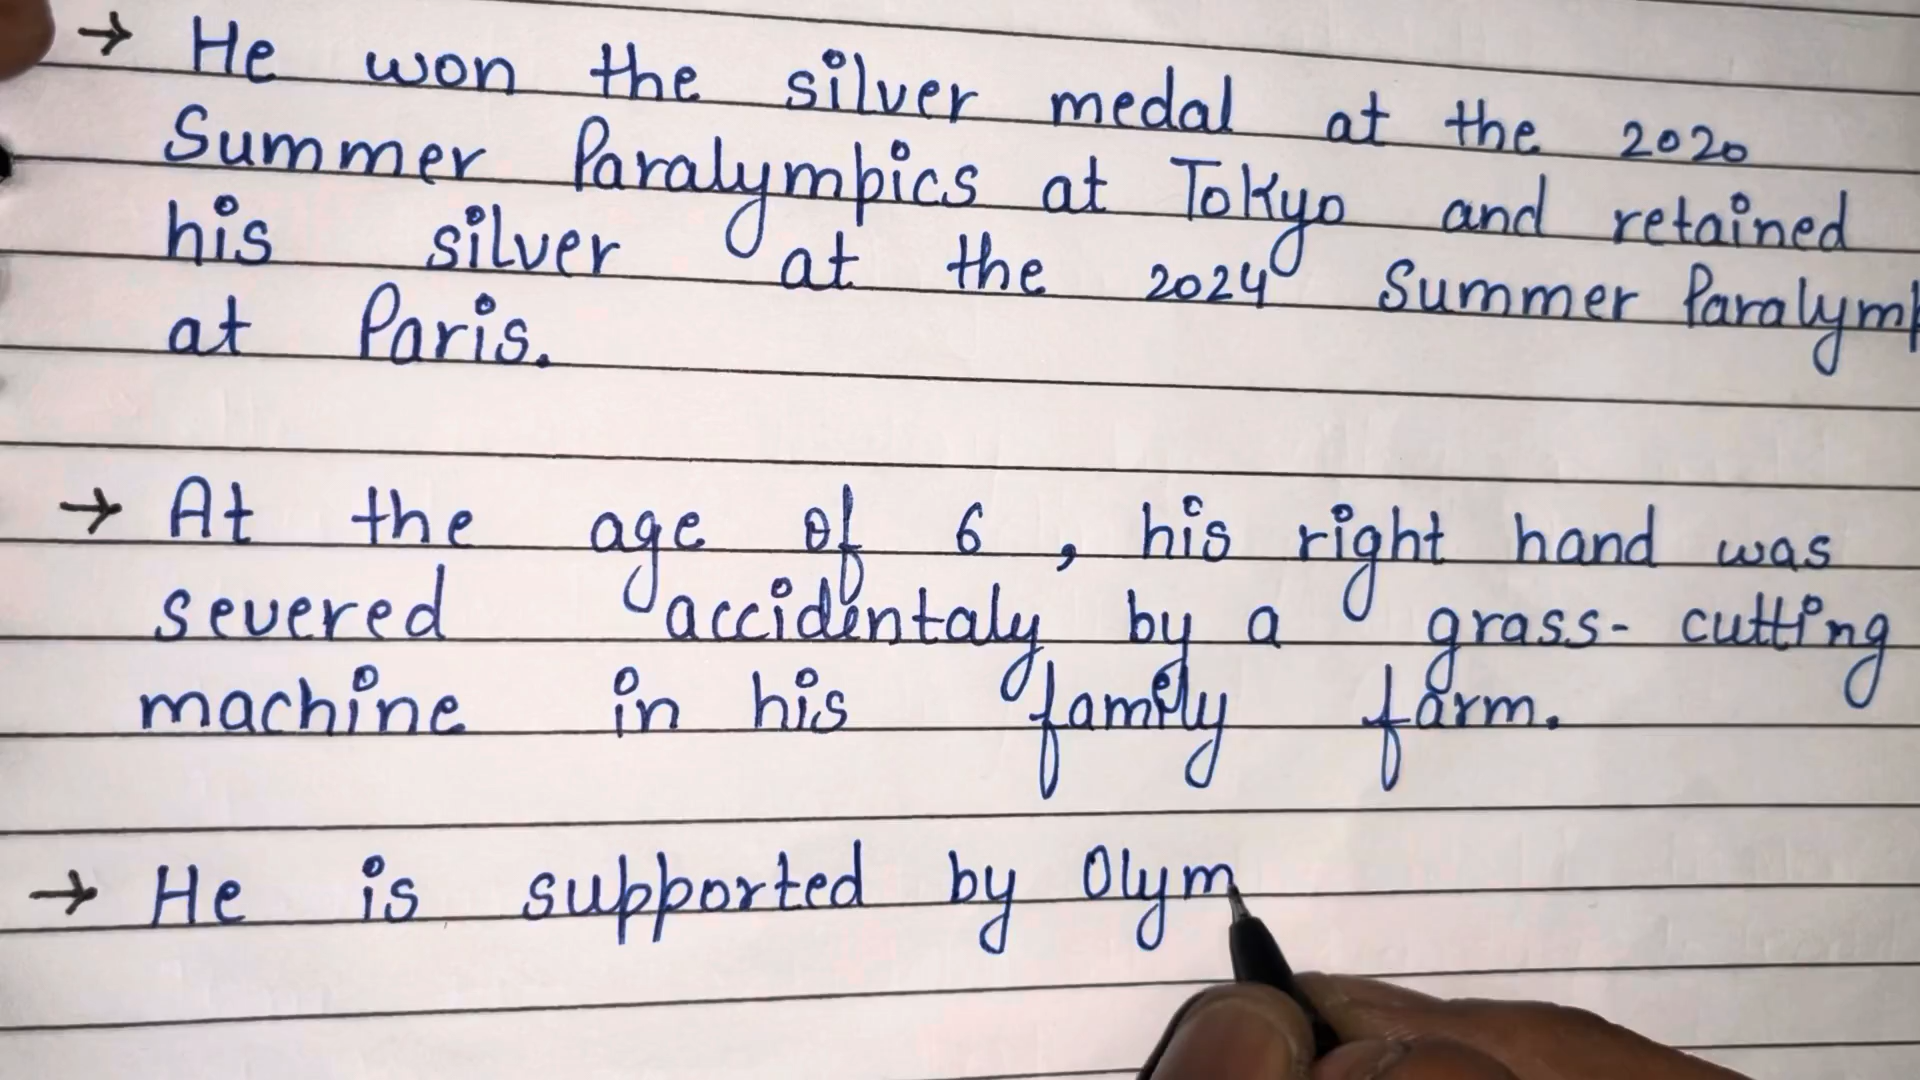 → He won the silver medal at the 2020
Summer Paralympics at Tokyo and retained
his silver at the 2024 Summer Paralymp
at Paris.
→ At the age of 6, his right hand was
severed accidentaly by a grass-cutting
machine in his family farm.
→ He is supported by Olym